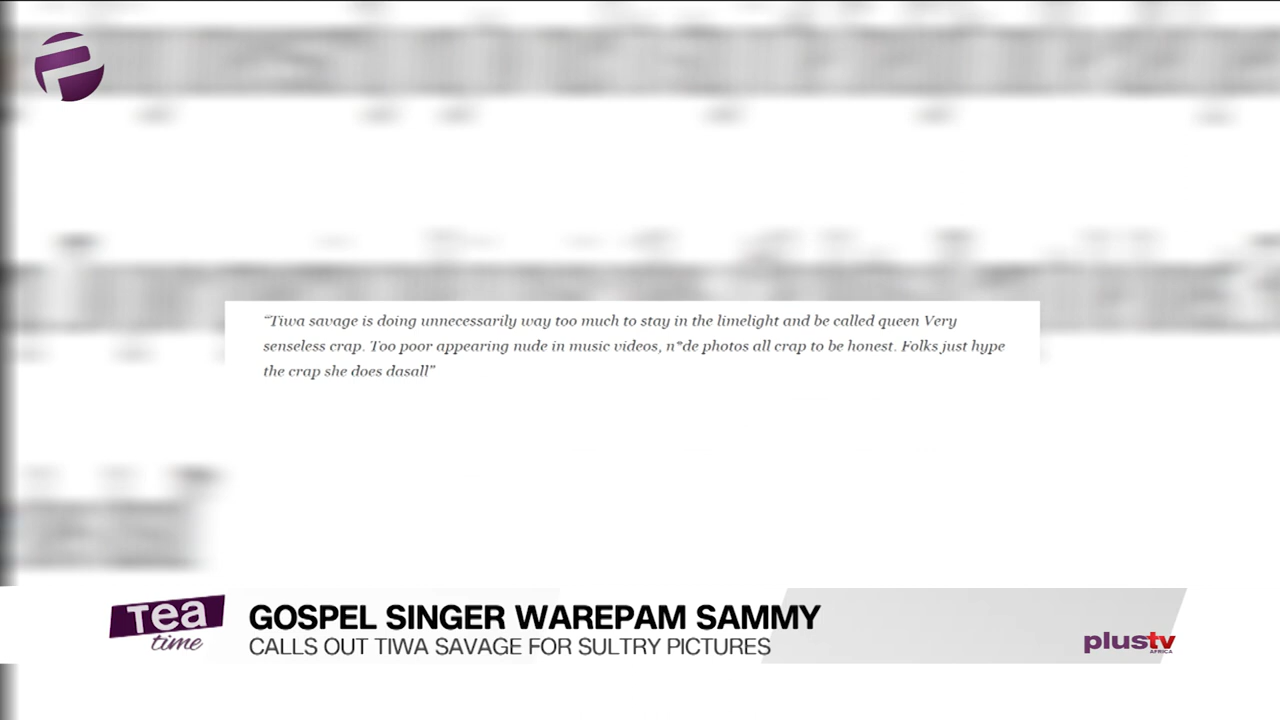 “Tiwa savage is doing unnecessarily way too much to stay in the limelight and be called queen Very
senseless crap. Too poor appearing nude in music videos, n*de photos all crap to be honest. Folks just hype
the crap she does dasall”
Tea
time
GOSPEL SINGER WAREPAM SAMMY
CALLS OUT TIWA SAVAGE FOR SULTRY PICTURES
plustv
AFRICA